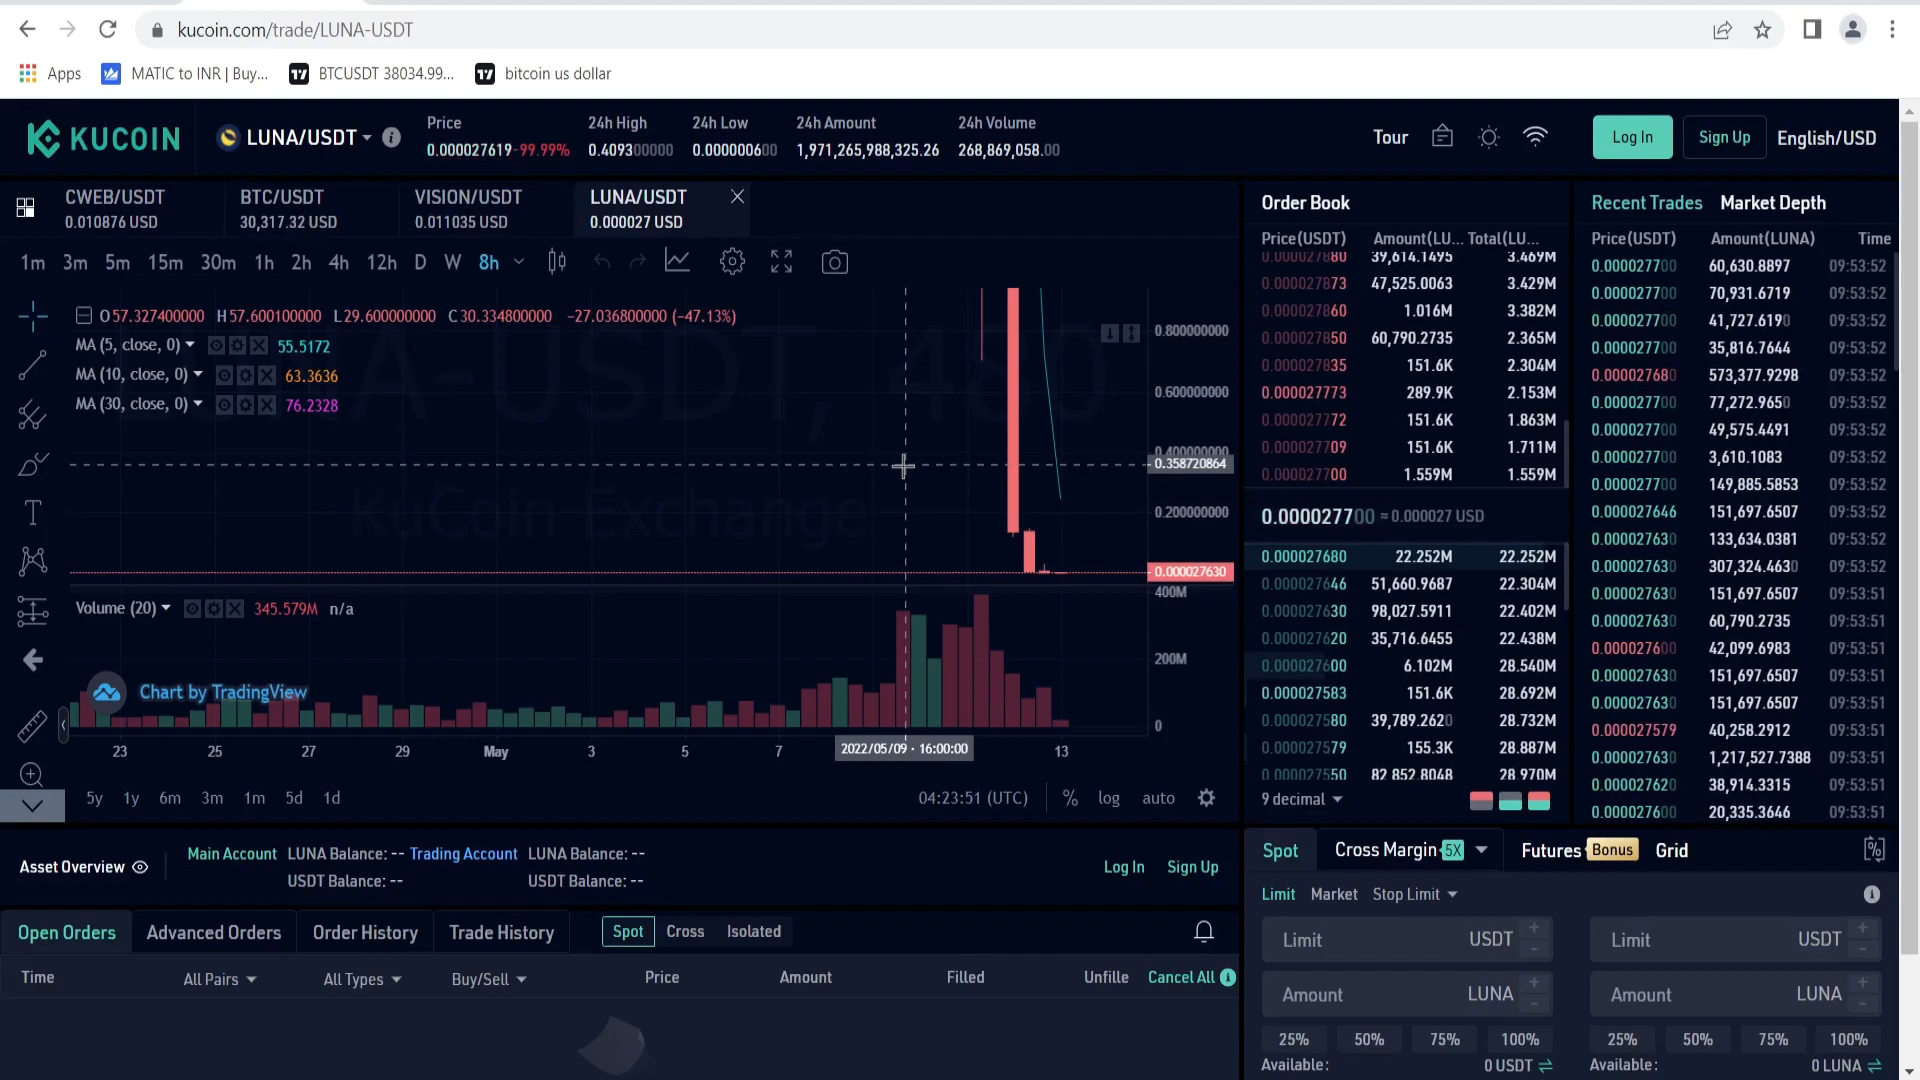 kucoin.com/trade/LUNA-USDT
Apps MATIC to INR | Buy... BTCUSDT 38034.99... bitcoin us dollar
KUCOIN LUNA/USDT
Price 24h High 24h Low 24h Amount 24h Volume
0.000027619 -99.99% 0.409300000 0.000000600 1,971,265,988,325.26 268,869,058.00
Tour Log In Sign Up English/USD
CWEB/USDT BTC/USDT VISION/USDT LUNA/USDT
0.010876 USD 30,317.32 USD 0.011035 USD 0.000027 USD
1m 3m 5m 15m 30m 1h 2h 4h 12h D W 8h
O57.327400000 H57.600100000 L29.600000000 C30.334800000 -27.036800000 (-47.13%)
MA (5, close, 0) 55.5172
MA (10, close, 0) 63.3636
MA (30, close, 0) 76.2328
LUNA-USDT, 480
KuCoin Exchange
0.800000000
0.600000000
0.400000000
0.358720864
0.200000000
0.000027630
Volume (20) 345.579M n/a
400M
200M
0
Chart by TradingView
23 25 27 29 May 3 5 7 2022/05/09 · 16:00:00 13
5y 1y 6m 3m 1m 5d 1d 04:23:51 (UTC) % log auto
Order Book
Price(USDT) Amount(LU... Total(LU...
0.000027880 39,614.1495 3.469M
0.000027873 47,525.0063 3.429M
0.000027860 1.016M 3.382M
0.000027850 60,790.2735 2.365M
0.000027835 151.6K 2.304M
0.000027773 289.9K 2.153M
0.000027772 151.6K 1.863M
0.000027709 151.6K 1.711M
0.000027700 1.559M 1.559M
0.000027700 ≈ 0.000027 USD
0.000027680 22.252M 22.252M
0.000027646 51,660.9687 22.304M
0.000027630 98,027.5911 22.402M
0.000027620 35,716.6455 22.438M
0.000027600 6.102M 28.540M
0.000027583 151.6K 28.692M
0.000027580 39,789.2620 28.732M
0.000027579 155.3K 28.887M
0.000027550 82,852.8048 28.970M
9 decimal
Recent Trades Market Depth
Price(USDT) Amount(LUNA) Time
0.000027700 60,630.8897 09:53:52
0.000027700 70,931.6719 09:53:52
0.000027700 41,727.6190 09:53:52
0.000027700 35,816.7644 09:53:52
0.000027680 573,377.9298 09:53:52
0.000027700 77,272.9650 09:53:52
0.000027700 49,575.4491 09:53:52
0.000027700 3,610.1083 09:53:52
0.000027700 149,885.5853 09:53:52
0.000027646 151,697.6507 09:53:52
0.000027630 133,634.0381 09:53:52
0.000027630 307,324.4630 09:53:52
0.000027630 151,697.6507 09:53:51
0.000027630 60,790.2735 09:53:51
0.000027600 42,099.6983 09:53:51
0.000027630 151,697.6507 09:53:51
0.000027630 151,697.6507 09:53:51
0.000027579 40,258.2912 09:53:51
0.000027630 1,217,527.7388 09:53:51
0.000027620 38,914.3315 09:53:51
0.000027600 20,335.3646 09:53:51
Asset Overview Main Account LUNA Balance: -- Trading Account LUNA Balance: --
USDT Balance: -- USDT Balance: --
Log In Sign Up
Open Orders Advanced Orders Order History Trade History Spot Cross Isolated
Time All Pairs All Types Buy/Sell Price Amount Filled Unfille Cancel All
Spot Cross Margin 5X Futures Bonus Grid
Limit Market Stop Limit
Limit USDT Limit USDT
Amount LUNA Amount LUNA
25% 50% 75% 100% 25% 50% 75% 100%
Available: 0 USDT Available: 0 LUNA